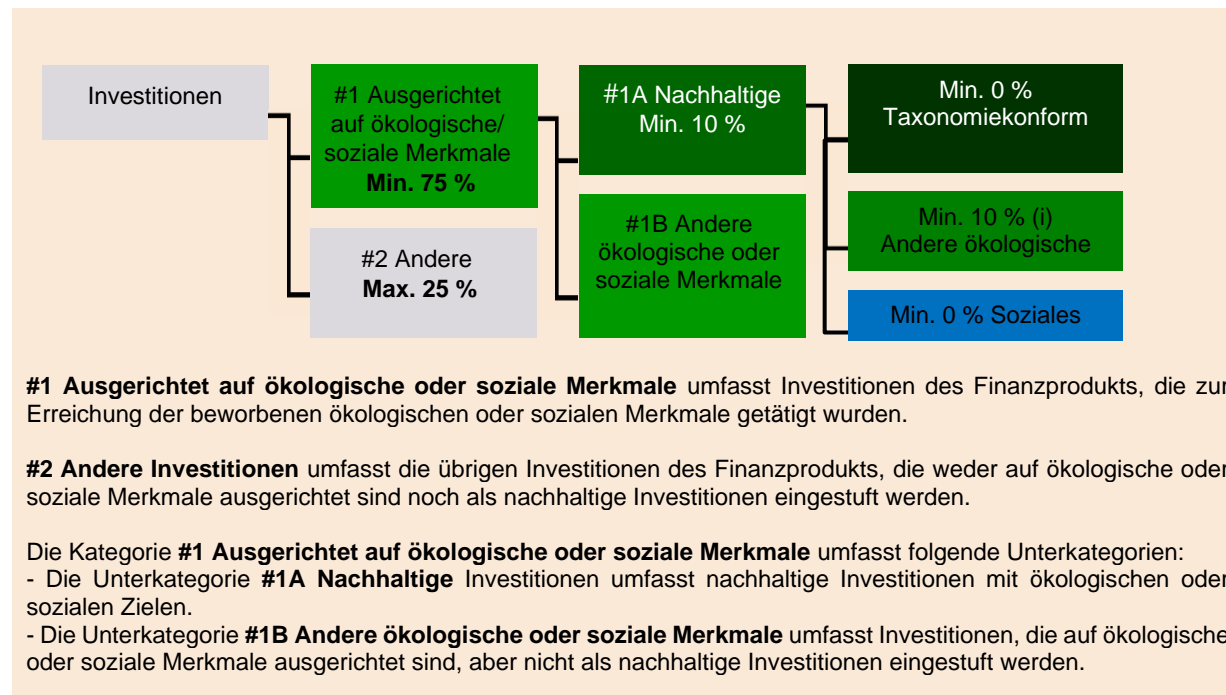 Investitionen
#1 Ausgerichtet
auf ökologische/
soziale Merkmale
Min. 75 %
#2 Andere
Max. 25 %
#1A Nachhaltige
Min. 10 %
#1B Andere
ökologische oder
soziale Merkmale
Min. 0 %
Taxonomiekonform
Min. 10 % (i)
Andere ökologische
Min. 0 % Soziales
#1 Ausgerichtet auf ökologische oder soziale Merkmale umfasst Investitionen des Finanzprodukts, die zur
Erreichung der beworbenen ökologischen oder sozialen Merkmale getätigt wurden.
#2 Andere Investitionen umfasst die übrigen Investitionen des Finanzprodukts, die weder auf ökologische oder
soziale Merkmale ausgerichtet sind noch als nachhaltige Investitionen eingestuft werden.
Die Kategorie #1 Ausgerichtet auf ökologische oder soziale Merkmale umfasst folgende Unterkategorien:
- Die Unterkategorie #1A Nachhaltige Investitionen umfasst nachhaltige Investitionen mit ökologischen oder
sozialen Zielen.
- Die Unterkategorie #1B Andere ökologische oder soziale Merkmale umfasst Investitionen, die auf ökologische
oder soziale Merkmale ausgerichtet sind, aber nicht als nachhaltige Investitionen eingestuft werden.